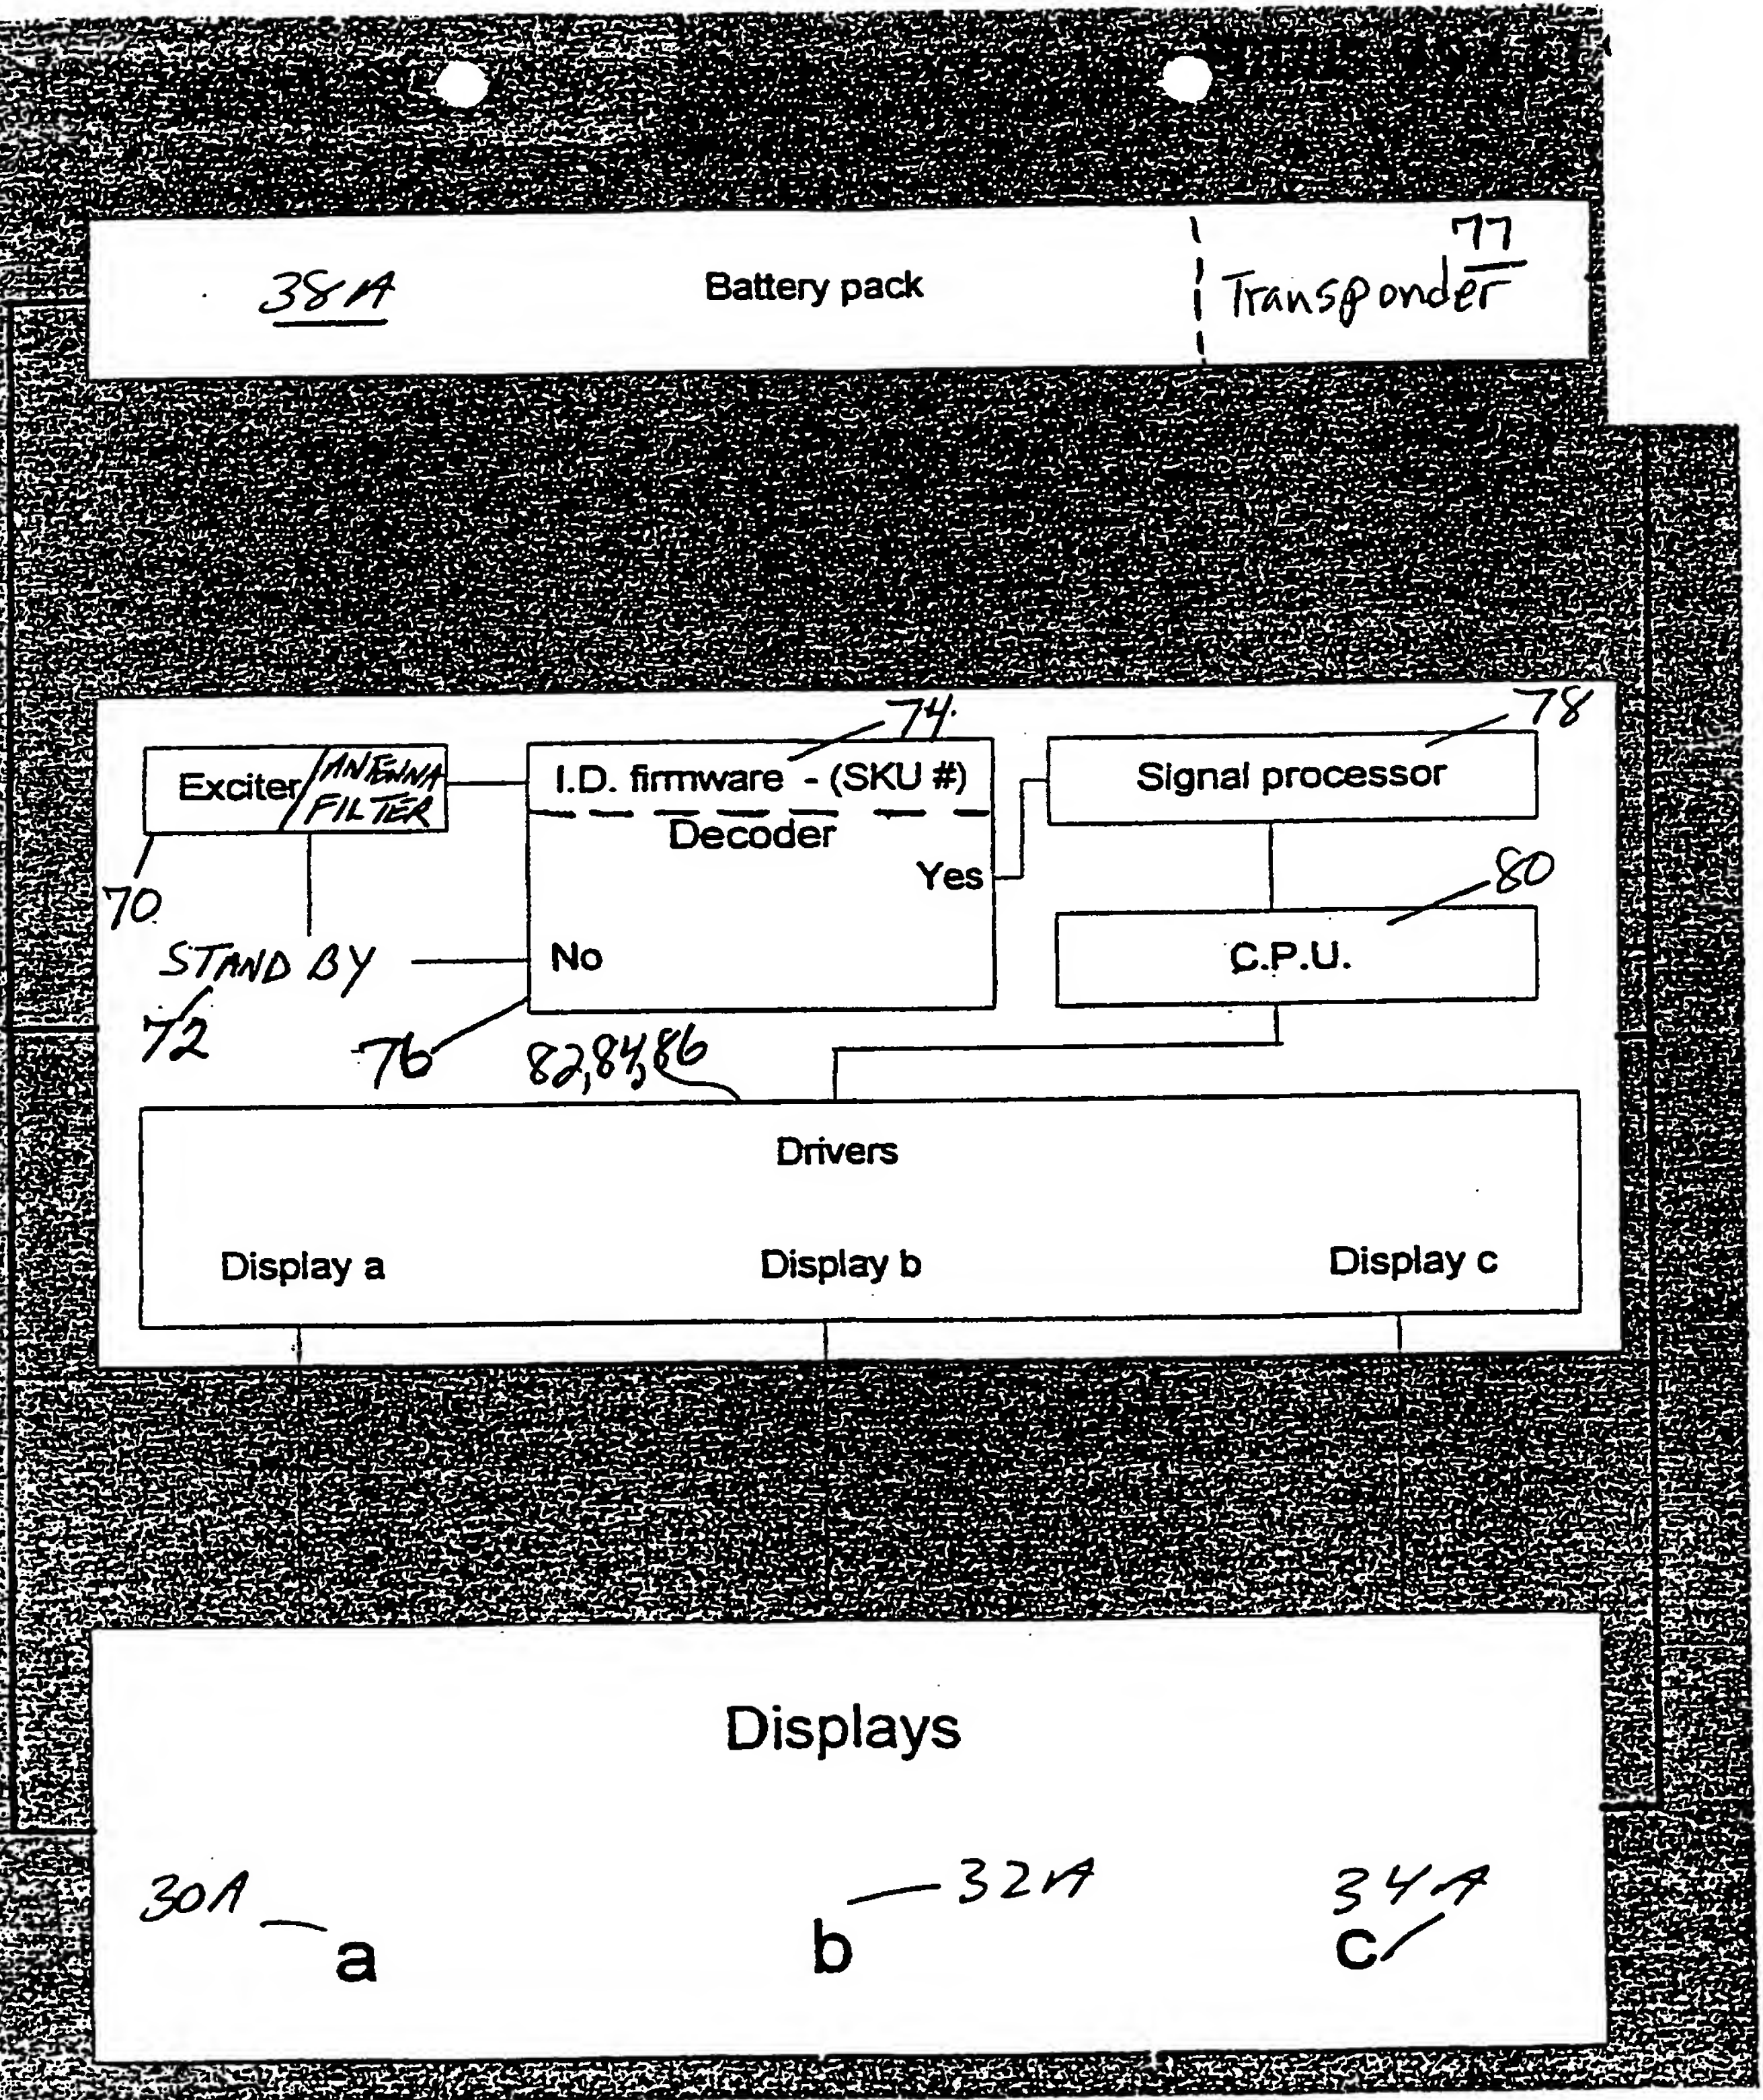 77
38A Battery pack Transponder
74 78
Exciter/ANTENNA FILTER
I.D. firmware - (SKU #)
Decoder
Signal processor
Yes
70
80
STAND BY
No
C.P.U.
72
76
82,84,86
Drivers
Display a Display b Display c
Displays
30A 32A 34A
a b c